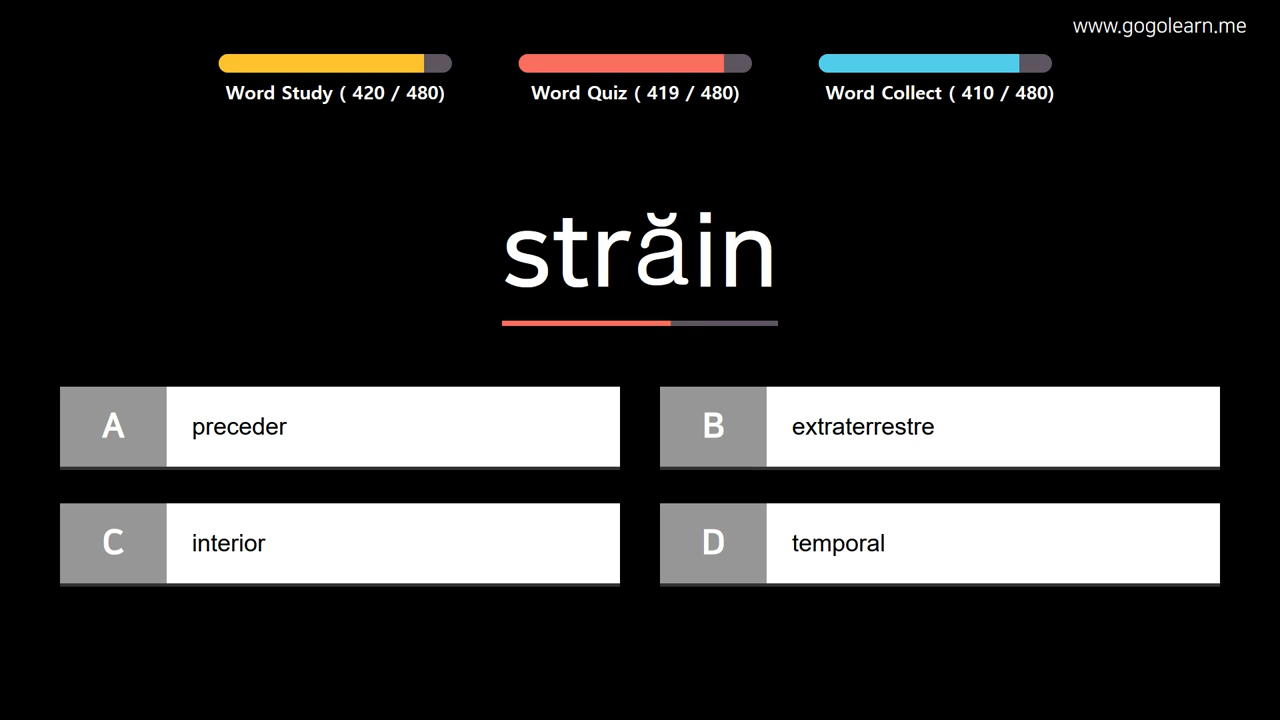 www.gogolearn.me
Word Study ( 420 / 480)
Word Quiz ( 419 / 480)
Word Collect ( 410 / 480)
străin
A preceder
B extraterrestre
C interior
D temporal